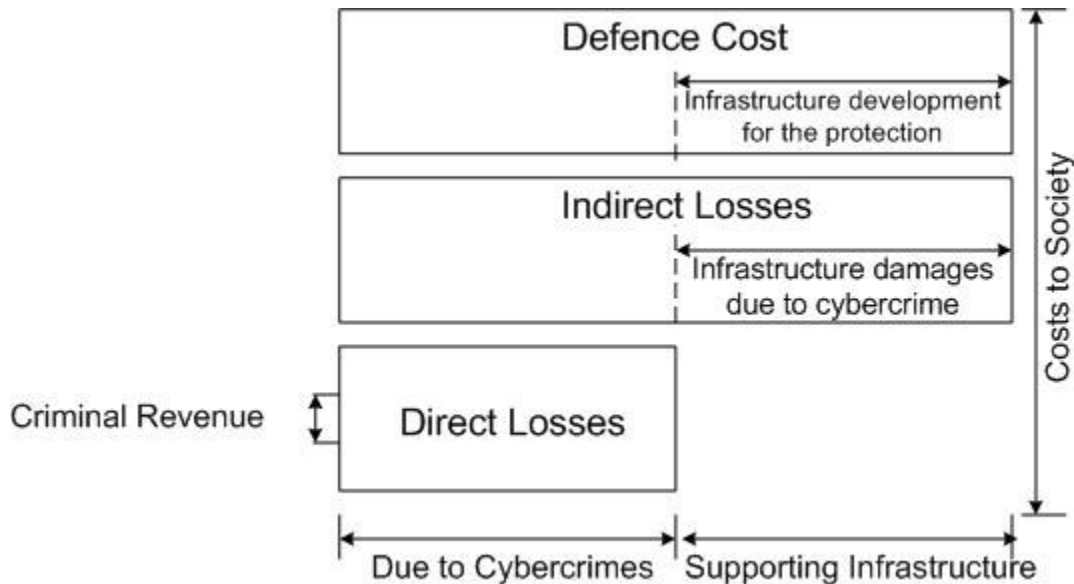 Defence Cost
Infrastructure development
for the protection
Indirect Losses
Infrastructure damages
due to cybercrime
Costs to Society
Criminal Revenue
Direct Losses
Due to Cybercrimes
Supporting Infrastructure